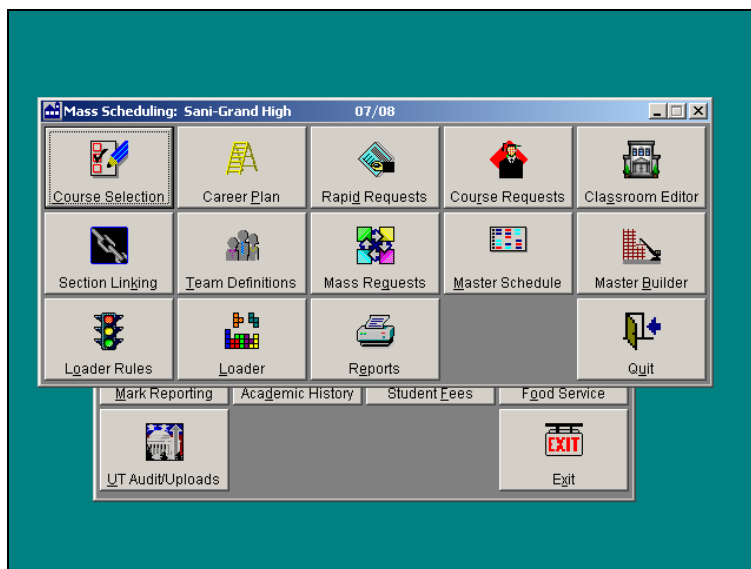 Mass Scheduling: Sani-Grand High 07/08
Course Selection Career Plan Rapid Requests Course Requests Classroom Editor
Section Linking Team Definitions Mass Requests Master Schedule Master Builder
Loader Rules Loader Reports Quit
Mark Reporting Academic History Student Fees Food Service
EXIT
UT Audit/Uploads Exit